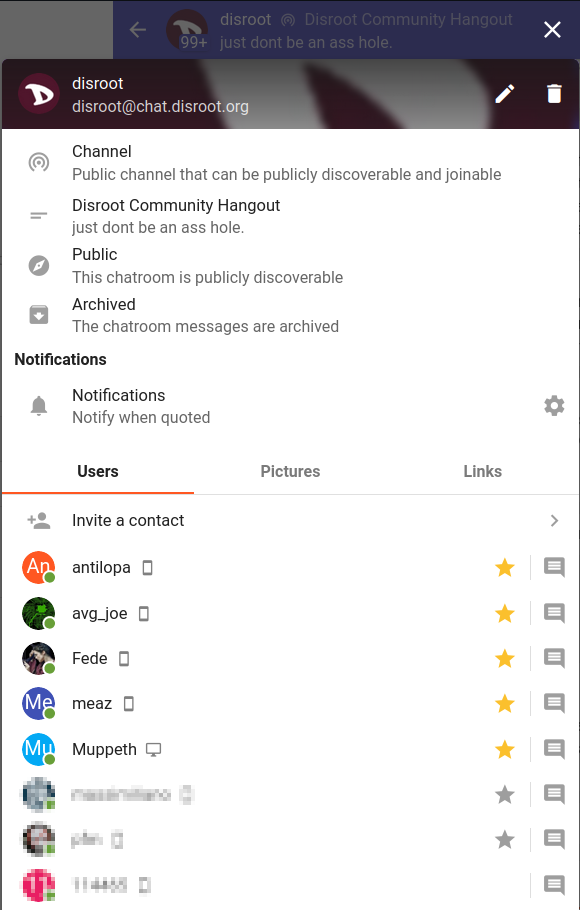 disroot Disroot Community Hangout
99+ just dont be an ass hole.
disroot
disroot@chat.disroot.org
Channel
Public channel that can be publicly discoverable and joinable
Disroot Community Hangout
just dont be an ass hole.
Public
This chatroom is publicly discoverable
Archived
The chatroom messages are archived
Notifications
Notifications
Notify when quoted
Users Pictures Links
Invite a contact
An antilopa
avg_joe
Fede
Me meaz
Mu Muppeth